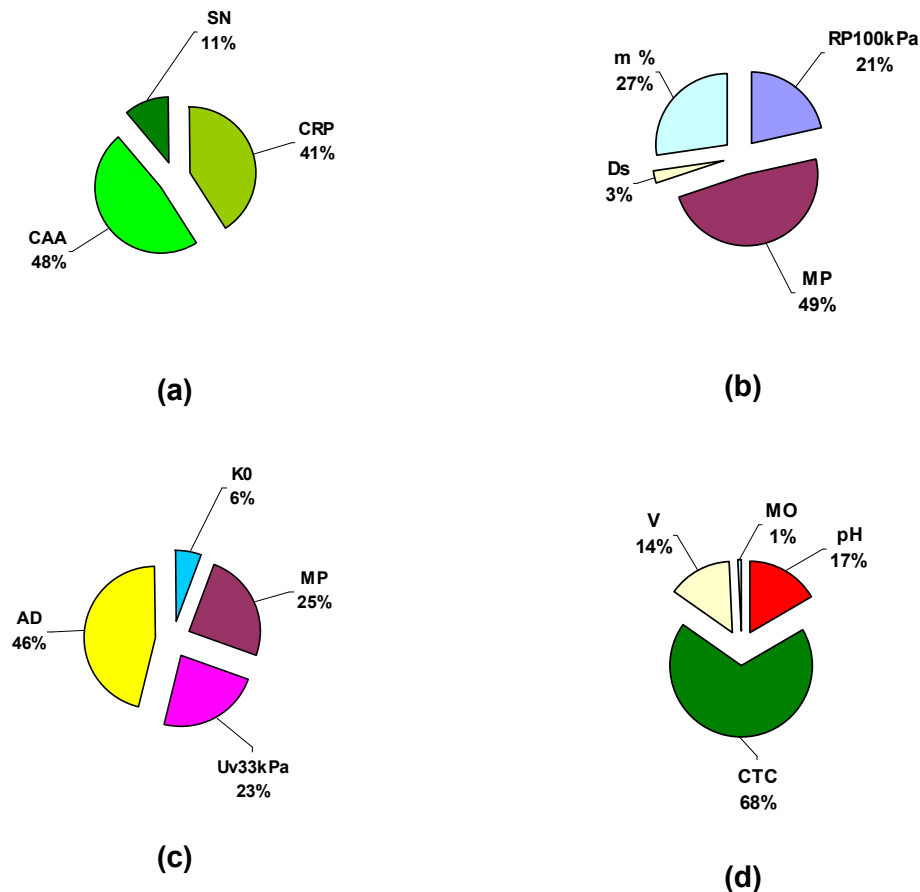 SN
11%
CRP
41%
CAA
48%
(a)
RP100kPa
21%
m %
27%
Ds
3%
MP
49%
(b)
K0
6%
MP
25%
AD
46%
Uv33kPa
23%
(c)
MO
1%
V
14%
pH
17%
CTC
68%
(d)